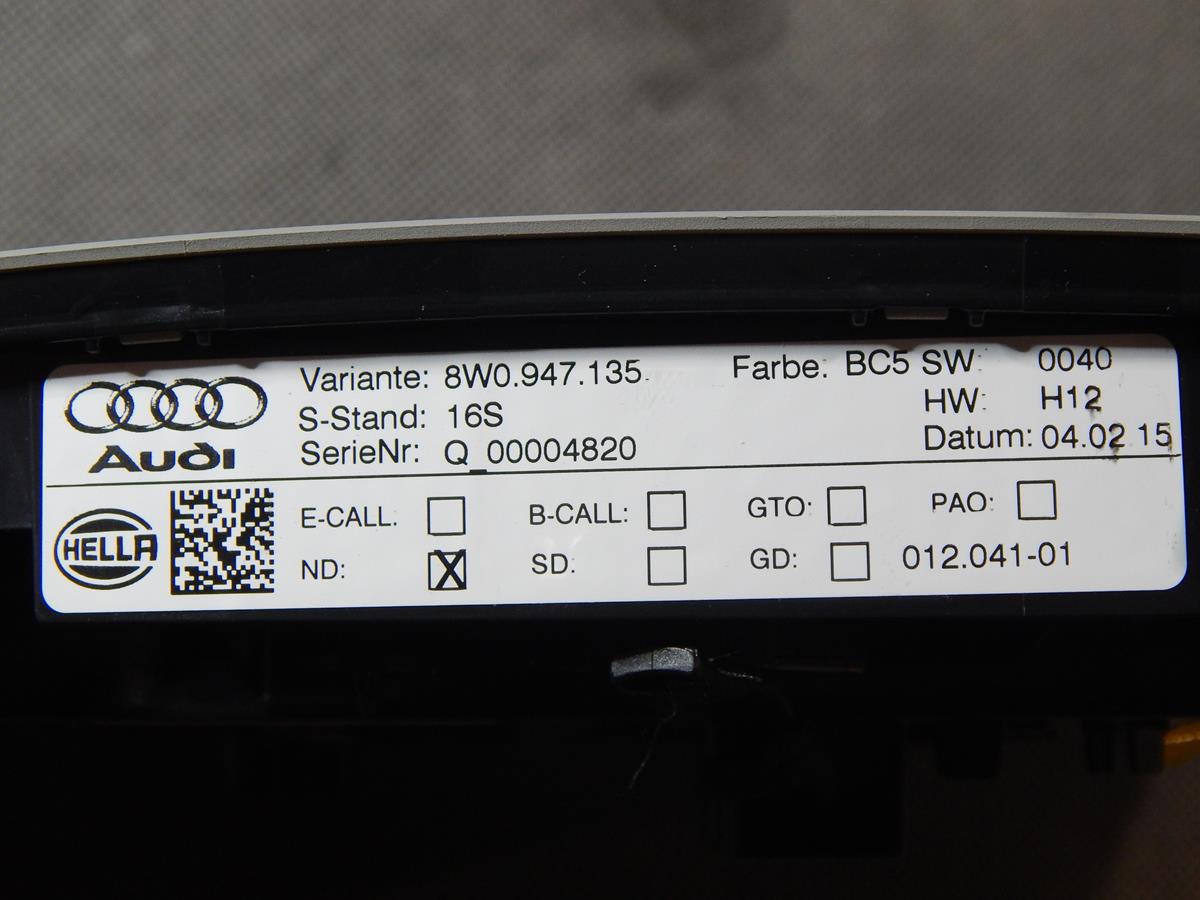 Variante: 8W0.947.135 Farbe: BC5 SW: 0040
S-Stand: 16S HW: H12
Audi SerieNr: Q_00004820 Datum: 04.02.15
E-CALL: B-CALL: GTO: PAO:
HELLA
ND: X SD: GD: 012.041-01